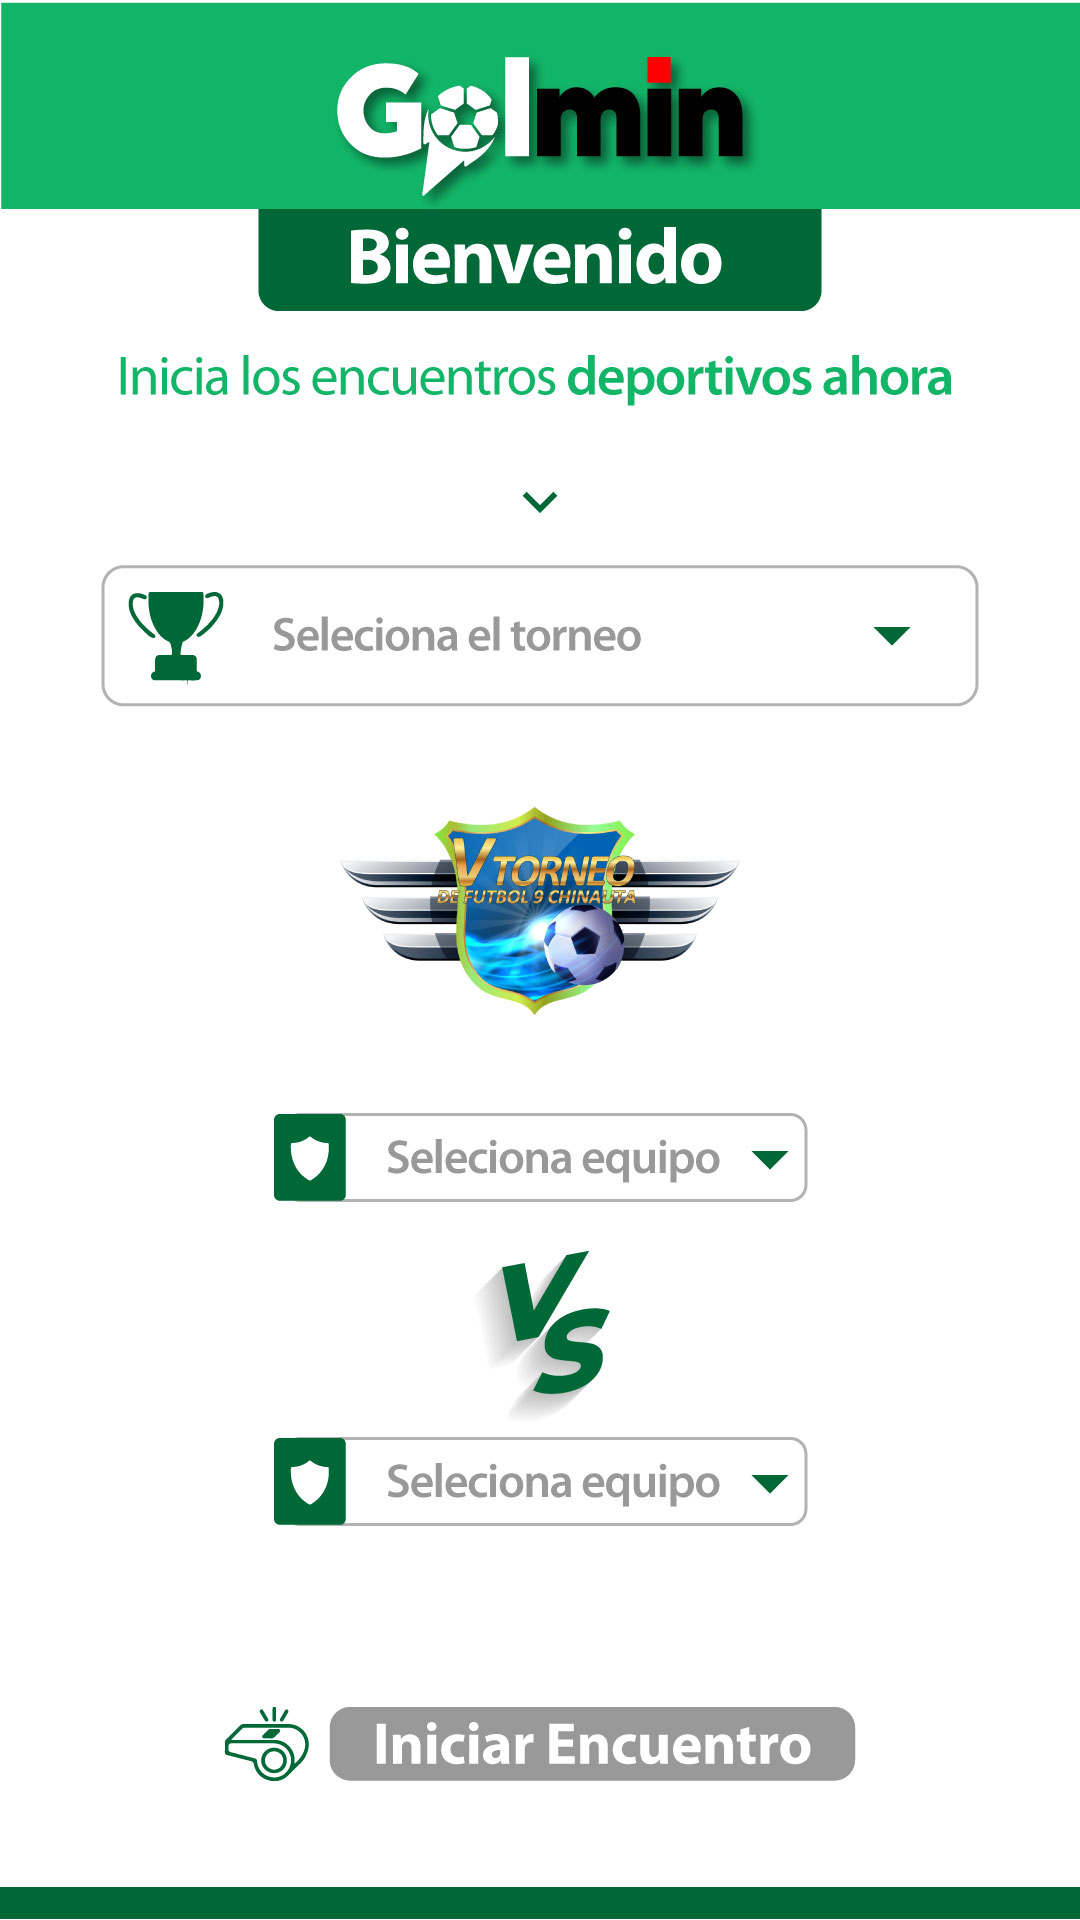 Golmin
Bienvenido
Inicia los encuentros deportivos ahora
Seleciona el torneo
V TORNEO
DE FUTBOL 9 CHINAUTA
Seleciona equipo
VS
Seleciona equipo
Iniciar Encuentro